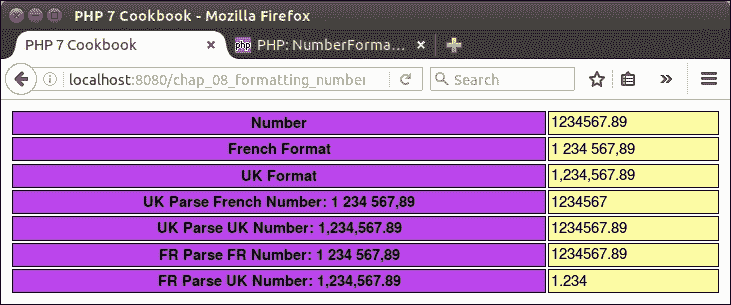 PHP 7 Cookbook - Mozilla Firefox
PHP 7 Cookbook
php PHP: NumberForma...
localhost:8080/chap_08_formatting_number
Search
Number 1234567.89
French Format 1 234 567,89
UK Format 1,234,567.89
UK Parse French Number: 1 234 567,89 1234567
UK Parse UK Number: 1,234,567.89 1234567.89
FR Parse FR Number: 1 234 567,89 1234567.89
FR Parse UK Number: 1,234,567.89 1.234